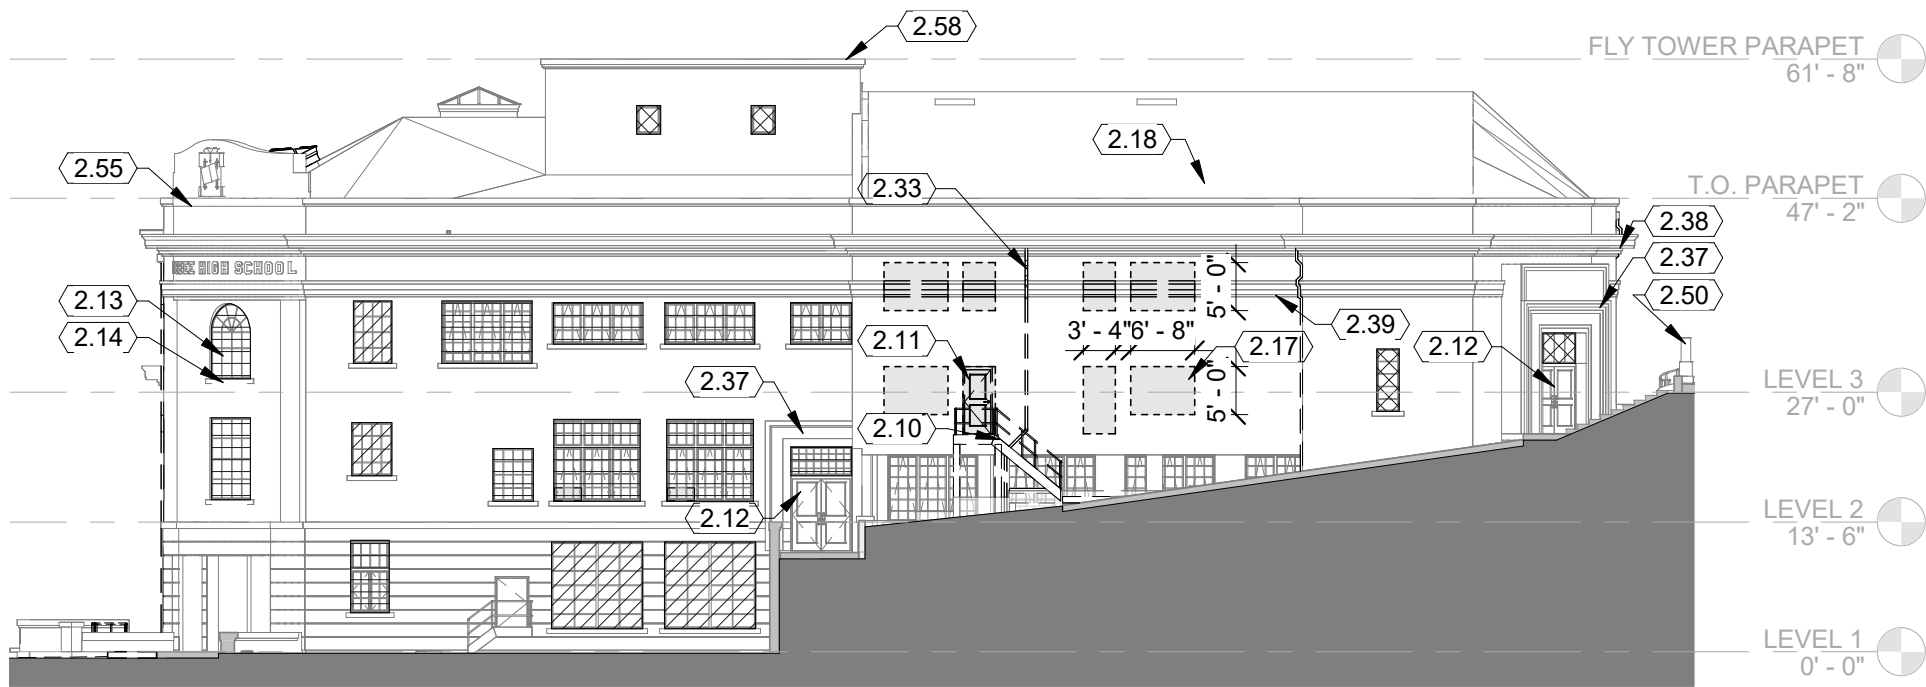 2.58
FLY TOWER PARAPET
61' - 8"
2.18
2.55
2.33
T.O. PARAPET
47' - 2"
2.38
2.37
2.50
HIGH SCHOOL
5' - 0"
2.13
2.14
2.11
3' - 4"
6' - 8"
2.17
2.39
2.12
5' - 0"
LEVEL 3
27' - 0"
2.37
2.10
2.12
LEVEL 2
13' - 6"
LEVEL 1
0' - 0"